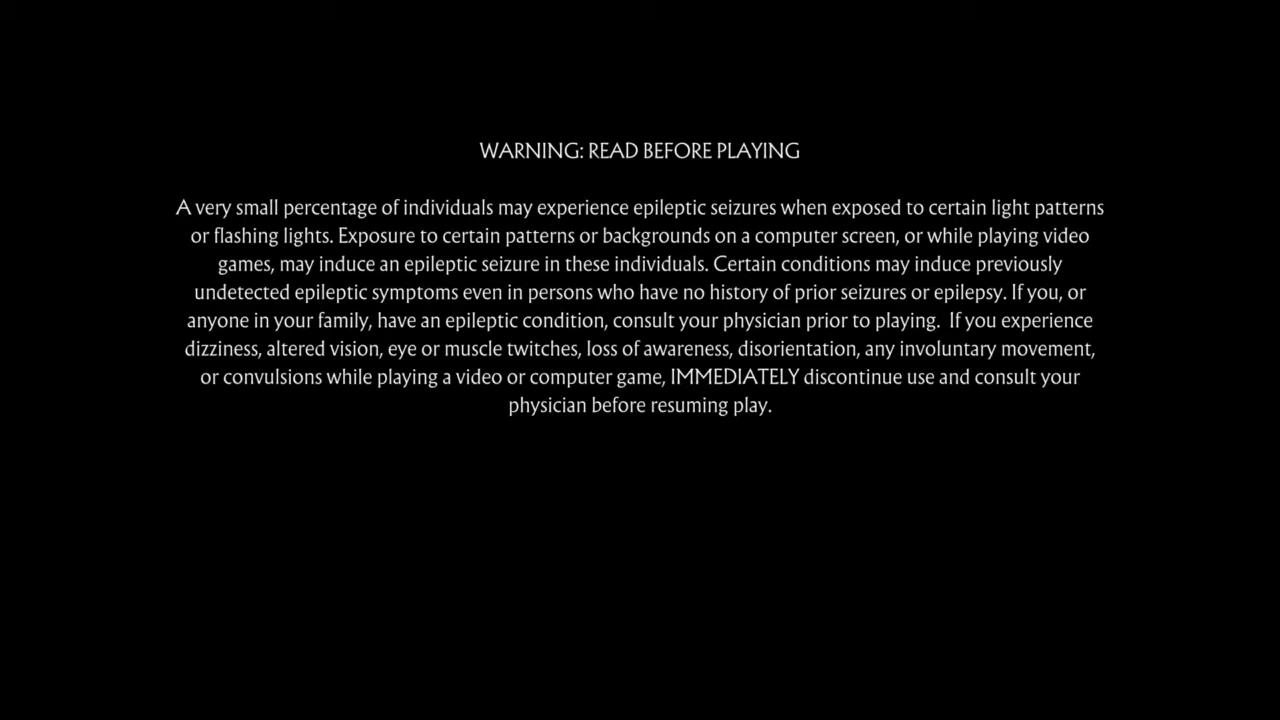 WARNING: READ BEFORE PLAYING
A very small percentage of individuals may experience epileptic seizures when exposed to certain light patterns
or flashing lights. Exposure to certain patterns or backgrounds on a computer screen, or while playing video
games, may induce an epileptic seizure in these individuals. Certain conditions may induce previously
undetected epileptic symptoms even in persons who have no history of prior seizures or epilepsy. If you, or
anyone in your family, have an epileptic condition, consult your physician prior to playing.  If you experience
dizziness, altered vision, eye or muscle twitches, loss of awareness, disorientation, any involuntary movement,
or convulsions while playing a video or computer game, IMMEDIATELY discontinue use and consult your
physician before resuming play.